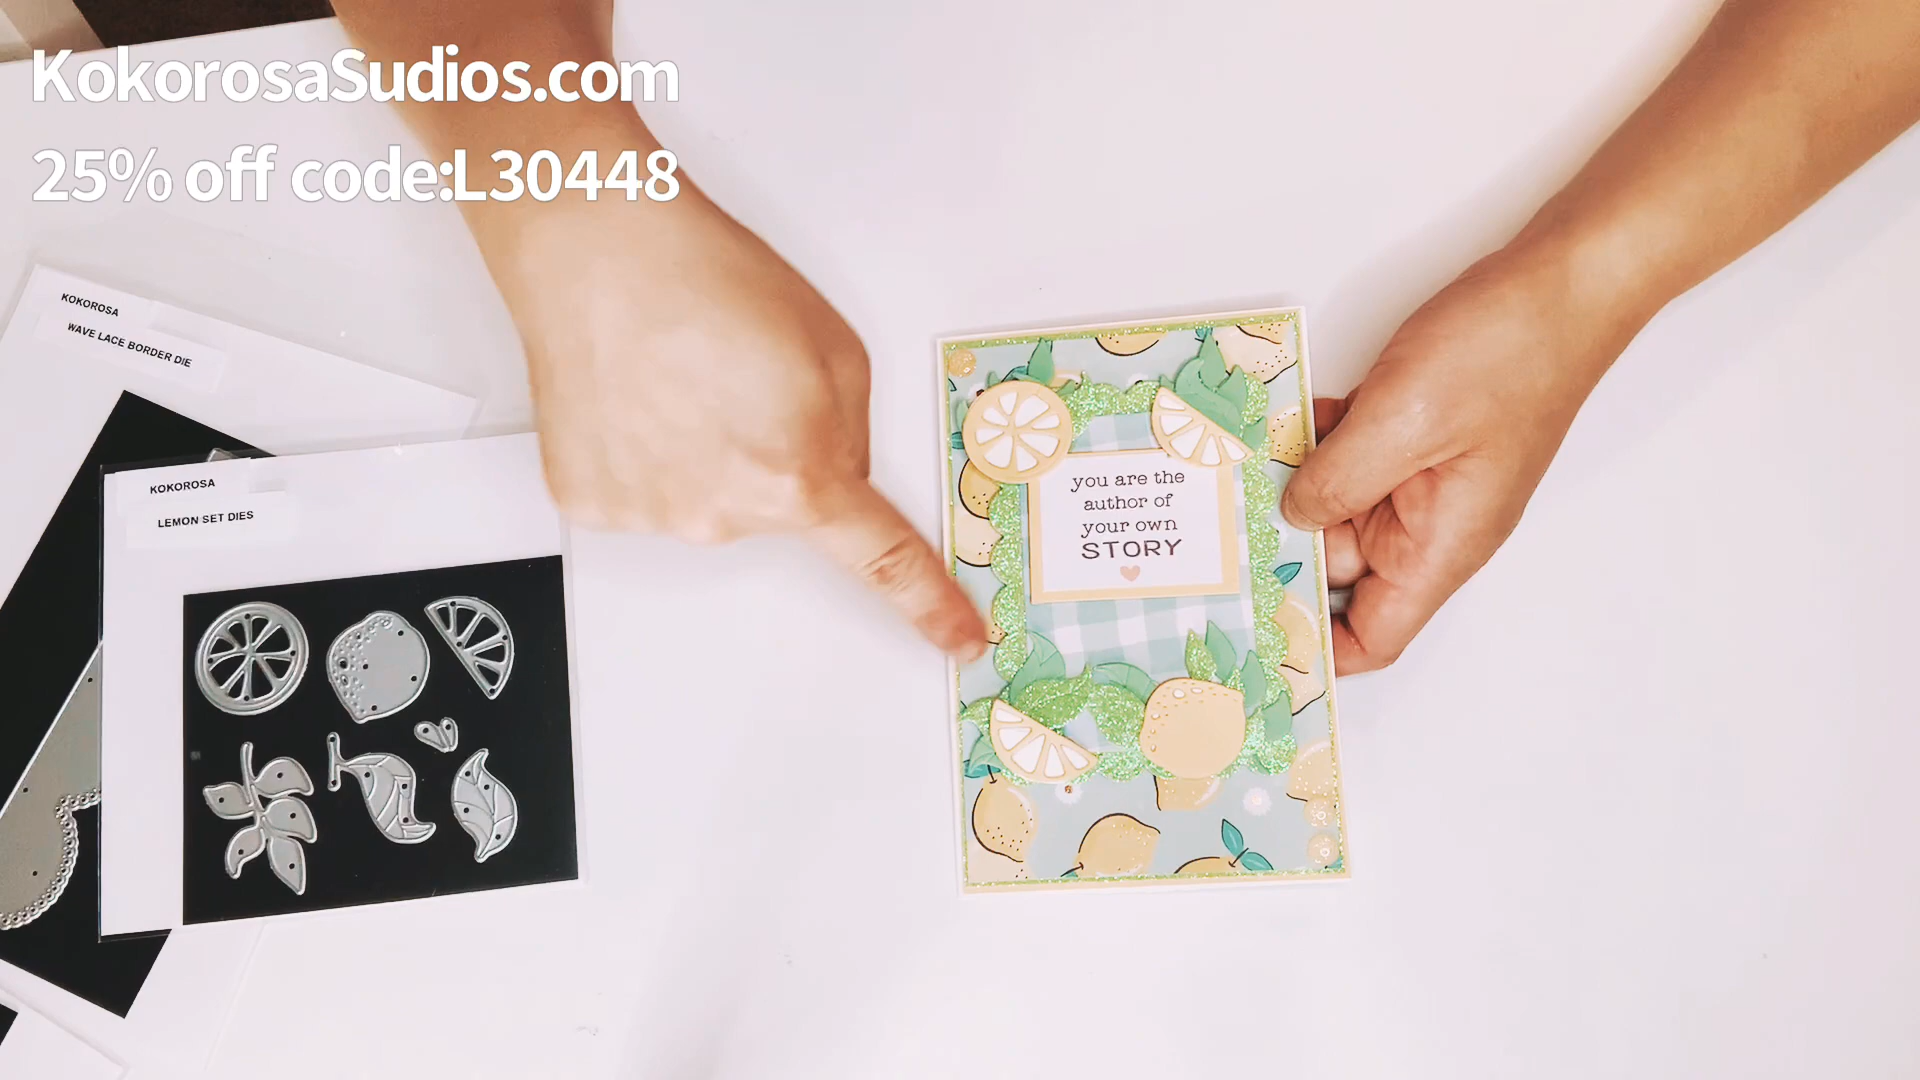 KokorosaSudios.com
25% off code:L30448
KOKOROSA
WAVE LACE BORDER DIE
KOKOROSA
LEMON SET DIES
you are the
author of
your own
STORY